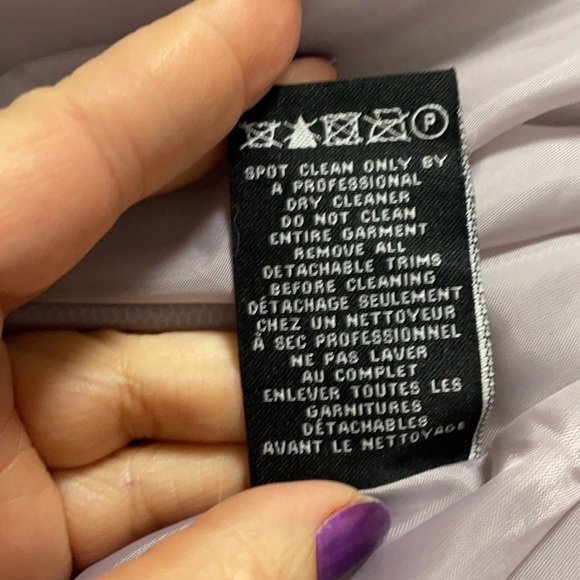 P
SPOT CLEAN ONLY BY
A PROFESSIONAL
DRY CLEANER
DO NOT CLEAN
ENTIRE GARMENT
REMOVE ALL
DETACHABLE TRIMS
BEFORE CLEANING
DÉTACHAGE SEULEMENT
CHEZ UN NETTOYEUR
À SEC PROFESSIONNEL
NE PAS LAVER
AU COMPLET
ENLEVER TOUTES LES
GARNITURES
DÉTACHABLES
AVANT LE NETTOYAGE